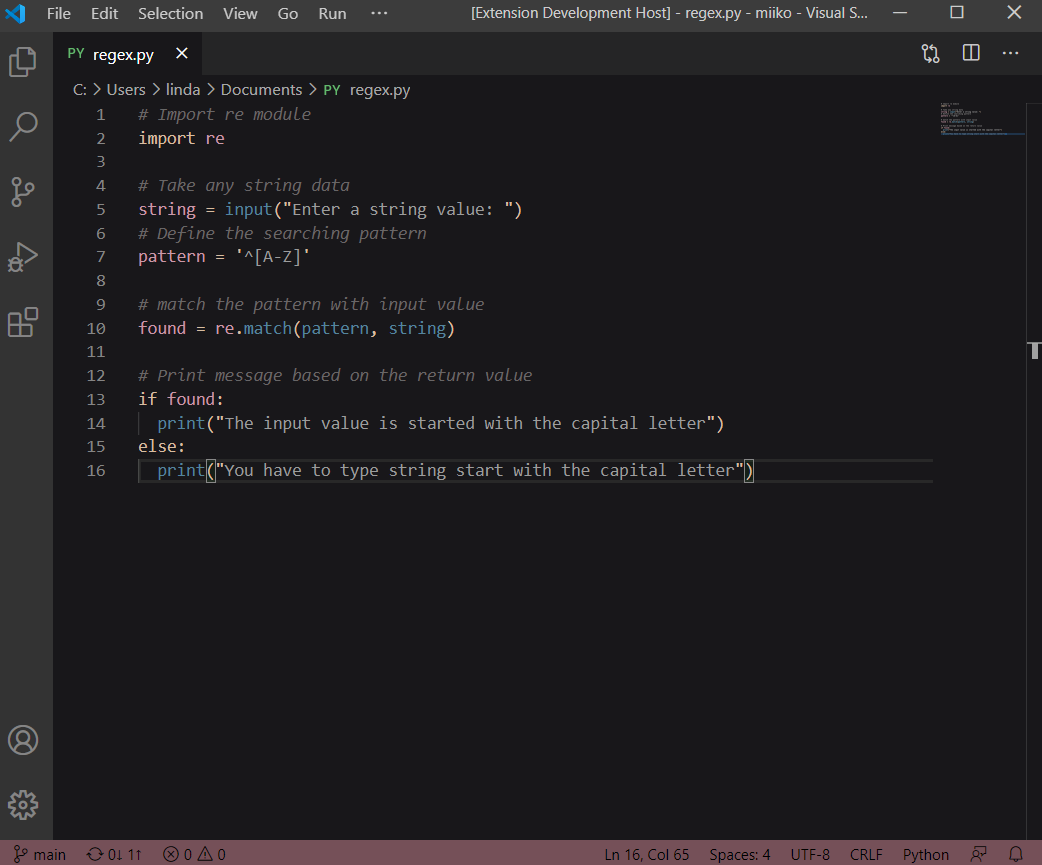 File Edit Selection View Go Run ··· [Extension Development Host] - regex.py - miiko - Visual S...
PY regex.py
C: > Users > linda > Documents > PY regex.py
1 # Import re module
2 import re
3
4 # Take any string data
5 string = input("Enter a string value: ")
6 # Define the searching pattern
7 pattern = '^[A-Z]'
8
9 # match the pattern with input value
10 found = re.match(pattern, string)
11
12 # Print message based on the return value
13 if found:
14 print("The input value is started with the capital letter")
15 else:
16 print("You have to type string start with the capital letter")
main 0↓ 1↑ 0 0 Ln 16, Col 65 Spaces: 4 UTF-8 CRLF Python